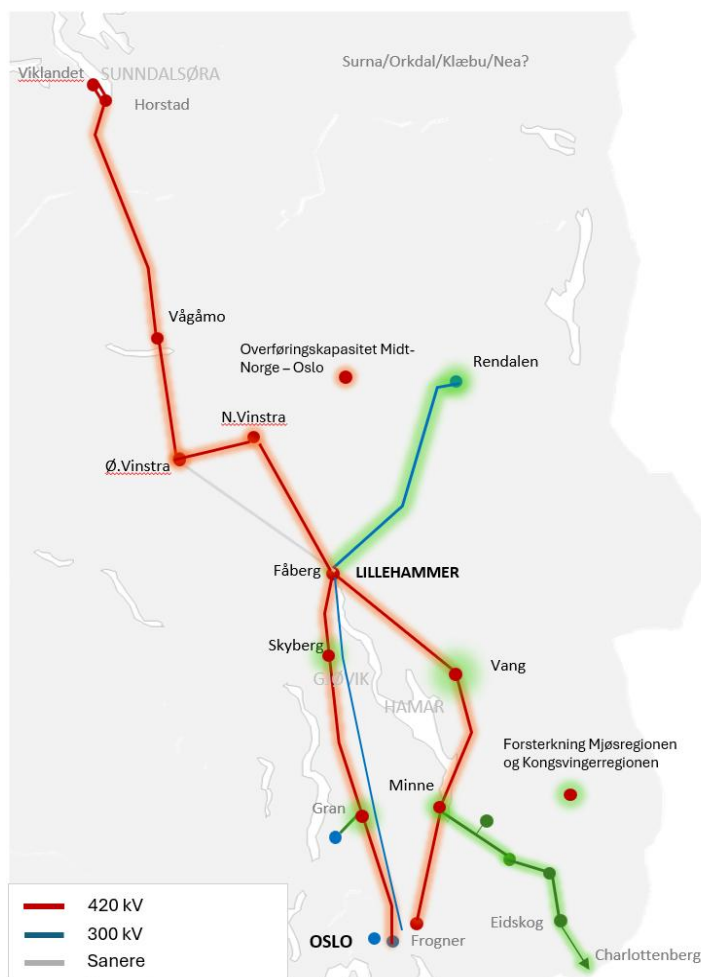 Surna/Orkdal/Klæbu/Nea?
Viklandet
SUNNDALSØRA
Horstad
Vågåmo
Overføringskapasitet Midt-
Norge – Oslo
Rendalen
N.Vinstra
Ø.Vinstra
Fåberg
LILLEHAMMER
Skyberg
Vang
GJØVIK
HAMAR
Forsterkning Mjøsregionen
og Kongsvingerregionen
Minne
Gran
420 kV
300 kV
Sanere
OSLO
Frogner
Eidskog
Charlottenberg